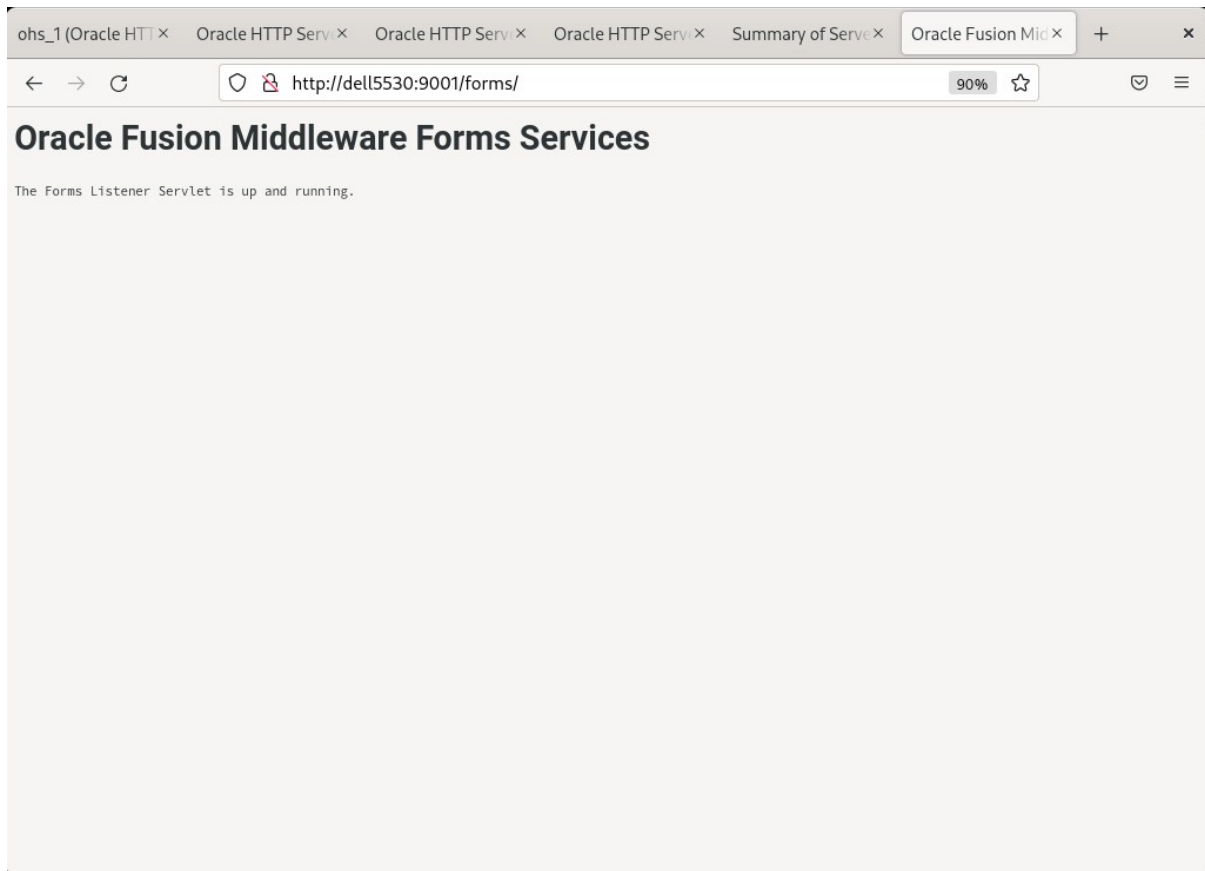 ohs_1 (Oracle HTT
Oracle HTTP Serv
Oracle HTTP Serv
Oracle HTTP Serv
Summary of Serve
Oracle Fusion Mid
http://dell5530:9001/forms/
90%
Oracle Fusion Middleware Forms Services
The Forms Listener Servlet is up and running.